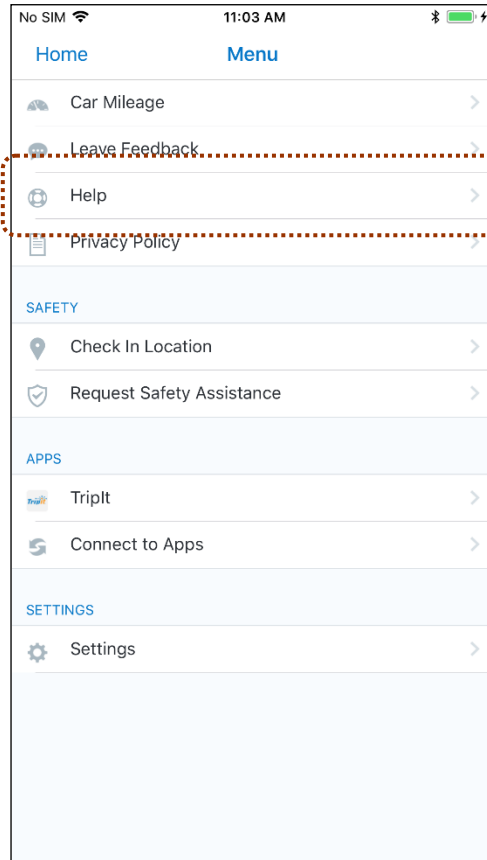 No SIM 11:03 AM
Home Menu
Car Mileage
Leave Feedback
Help
Privacy Policy
SAFETY
Check In Location
Request Safety Assistance
APPS
TripIt TripIt
Connect to Apps
SETTINGS
Settings